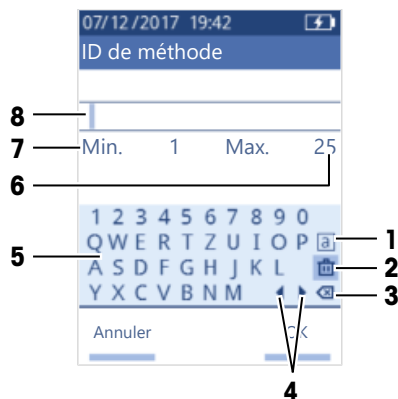 07/12/2017 19:42
ID de méthode
8
7 Min. 1 Max. 25
6
1 2 3 4 5 6 7 8 9 0
Q W E R T Z U I O P a 1
5 A S D F G H J K L 2
Y X C V B N M 3
Annuler OK
4